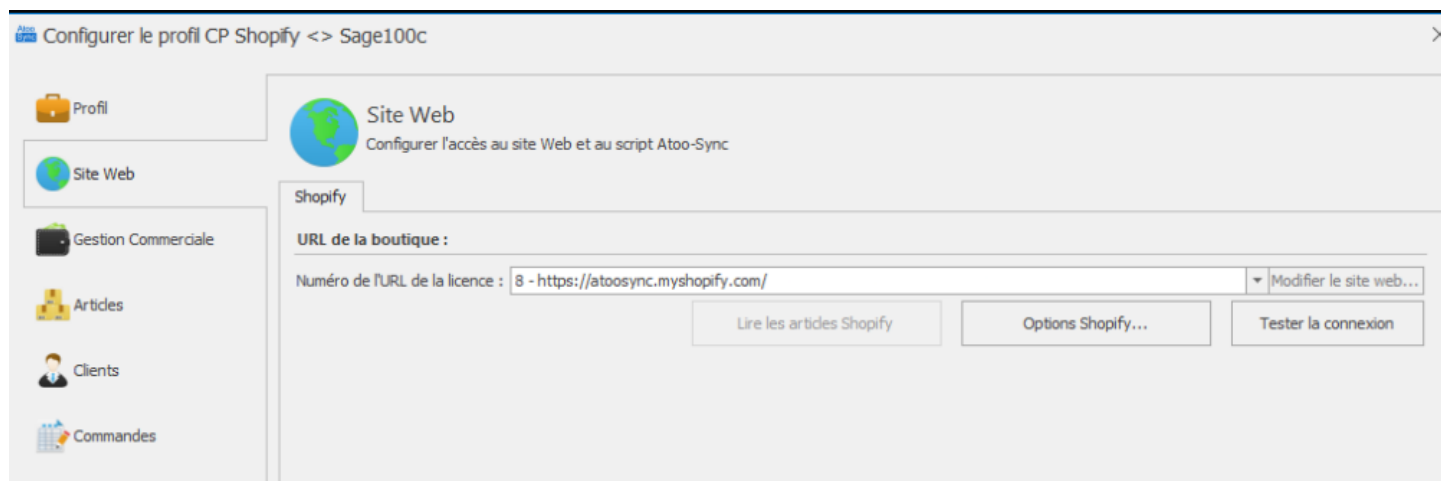 Atoo Sync
Configurer le profil CP Shopify <> Sage100c
Profil
Site Web
Gestion Commerciale
Articles
Clients
Commandes
Site Web
Configurer l'accès au site Web et au script Atoo-Sync
Shopify
URL de la boutique :
Numéro de l'URL de la licence : 8 - https://atoosync.myshopify.com/ Modifier le site web...
Lire les articles Shopify Options Shopify... Tester la connexion